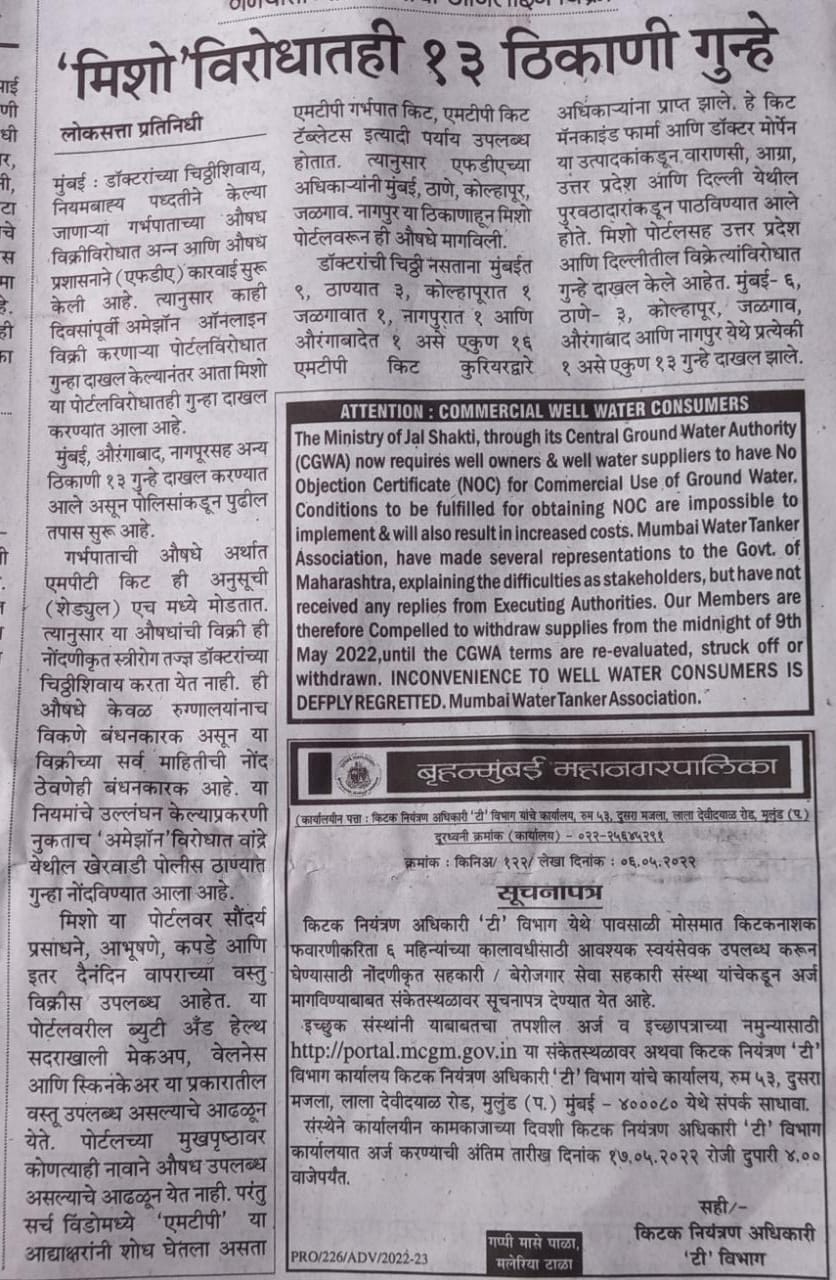 'मिशो' विरोधातही १३ ठिकाणी गुन्हे
लोकसत्ता प्रतिनिधी
मुंबई : डॉक्टरांच्या चिठ्ठीशिवाय,
नियमबाह्य पध्दतीने केल्या
जाणाऱ्या गर्भपाताच्या औषध
विक्रीविरोधात अन्न आणि औषध
प्रशासनाने (एफडीए) कारवाई सुरू
केली आहे. त्यानुसार काही
दिवसांपूर्वी अमेझॉन ऑनलाइन
विक्री करणाऱ्या पोर्टलविरोधात
गुन्हा दाखल केल्यानंतर आता मिशो
या पोर्टलविरोधातही गुन्हा दाखल
करण्यात आला आहे.
मुंबई, औरंगाबाद, नागपूरसह अन्य
ठिकाणी १३ गुन्हे दाखल करण्यात
आले असून पोलिसांकडून पुढील
तपास सुरू आहे.
गर्भपाताची औषधे अर्थात
एमपीटी किट ही अनुसूची
(शेड्युल) एच मध्ये मोडतात.
त्यानुसार या औषधांची विक्री ही
नोंदणीकृत स्त्रीरोग तज्ज्ञ डॉक्टरांच्या
चिठ्ठीशिवाय करता येत नाही. ही
औषधे केवळ रुग्णालयांनाच
विकणे बंधनकारक असून या
विक्रीच्या सर्व माहितीची नोंद
ठेवणेही बंधनकारक आहे. या
नियमांचे उल्लंघन केल्याप्रकरणी
नुकताच 'अमेझॉन'विरोधात वांद्रे
येथील खेरवाडी पोलीस ठाण्यात
गुन्हा नोंदविण्यात आला आहे.
मिशो या पोर्टलवर सौंदर्य
प्रसाधने, आभूषणे, कपडे आणि
इतर दैनंदिन वापराच्या वस्तु
विक्रीस उपलब्ध आहेत. या
पोर्टलवरील ब्युटी अँड हेल्थ
सदराखाली मेकअप, वेलनेस
आणि स्किनकेअर या प्रकारातील
वस्तू उपलब्ध असल्याचे आढळून
येते. पोर्टलच्या मुखपृष्ठावर
कोणत्याही नावाने औषध उपलब्ध
असल्याचे आढळून येत नाही. परंतु
सर्च विंडोमध्ये 'एमटीपी' या
आद्याक्षरांनी शोध घेतला असता
एमटीपी गर्भपात किट, एमटीपी किट
टॅब्लेटस इत्यादी पर्याय उपलब्ध
होतात. त्यानुसार एफडीएच्या
अधिकाऱ्यांनी मुंबई, ठाणे, कोल्हापूर,
जळगाव. नागपूर या ठिकाणाहून मिशो
पोर्टलवरून ही औषधे मागविली.
डॉक्टरांची चिठ्ठी नसताना मुंबईत
९, ठाण्यात ३, कोल्हापूरात १
जळगावात १, नागपुरात १ आणि
औरंगाबादेत १ असे एकुण १६
एमटीपी किट कुरियरद्वारे
अधिकाऱ्यांना प्राप्त झाले. हे किट
मॅनकाइंड फार्मा आणि डॉक्टर मोर्पेन
या उत्पादकांकडून वाराणसी, आग्रा,
उत्तर प्रदेश आणि दिल्ली येथील
पुरवठादारांकडून पाठविण्यात आले
होते. मिशो पोर्टलसह उत्तर प्रदेश
आणि दिल्लीतील विक्रेत्यांविरोधात
गुन्हे दाखल केले आहेत. मुंबई- ६,
ठाणे- ३, कोल्हापूर, जळगाव,
औरंगाबाद आणि नागपूर येथे प्रत्येकी
१ असे एकुण १३ गुन्हे दाखल झाले.
ATTENTION : COMMERCIAL WELL WATER CONSUMERS
The Ministry of Jal Shakti, through its Central Ground Water Authority
(CGWA) now requires well owners & well water suppliers to have No
Objection Certificate (NOC) for Commercial Use of Ground Water.
Conditions to be fulfilled for obtaining NOC are impossible to
implement & will also result in increased costs. Mumbai Water Tanker
Association, have made several representations to the Govt. of
Maharashtra, explaining the difficulties as stakeholders, but have not
received any replies from Executing Authorities. Our Members are
therefore Compelled to withdraw supplies from the midnight of 9th
May 2022,until the CGWA terms are re-evaluated, struck off or
withdrawn. INCONVENIENCE TO WELL WATER CONSUMERS IS
DEFPLY REGRETTED. Mumbai Water Tanker Association.
बृहन्मुंबई महानगरपालिका
(कार्यालयीन पत्ता : किटक नियंत्रण अधिकारी 'टी' विभाग यांचे कार्यालय, रुम ५३, दुसरा मजला, लाला देवीदयाळ रोड, मुलुंड (प.)
दुरध्वनी क्रमांक (कार्यालय) - ०२२-२५६४५२९१
क्रमांक : किनिअ/ १२२/ लेखा दिनांक : ०६.०५.२०२२
सूचनापत्र
किटक नियंत्रण अधिकारी 'टी' विभाग येथे पावसाळी मोसमात किटकनाशक
फवारणीकरिता ६ महिन्यांच्या कालावधीसाठी आवश्यक स्वयंसेवक उपलब्ध करून
घेण्यासाठी नोंदणीकृत सहकारी / बेरोजगार सेवा सहकारी संस्था यांचेकडून अर्ज
मागविण्याबाबत संकेतस्थळावर सूचनापत्र देण्यात येत आहे.
इच्छुक संस्थांनी याबाबतचा तपशील अर्ज व इच्छापत्राच्या नमुन्यासाठी
http://portal.mcgm.gov.in या संकेतस्थळावर अथवा किटक नियंत्रण 'टी'
विभाग कार्यालय किटक नियंत्रण अधिकारी 'टी' विभाग यांचे कार्यालय, रुम ५३, दुसरा
मजला, लाला देवीदयाळ रोड, मुलुंड (प.) मुंबई - ४०००८० येथे संपर्क साधावा.
संस्थेने कार्यालयीन कामकाजाच्या दिवशी किटक नियंत्रण अधिकारी 'टी' विभाग
कार्यालयात अर्ज करण्याची अंतिम तारीख दिनांक १७.०५.२०२२ रोजी दुपारी ४.००
वाजेपर्यंत.
सही/-
किटक नियंत्रण अधिकारी
'टी' विभाग
PRO/226/ADV/2022-23
गप्पी मासे पाळा,
मलेरिया टाळा